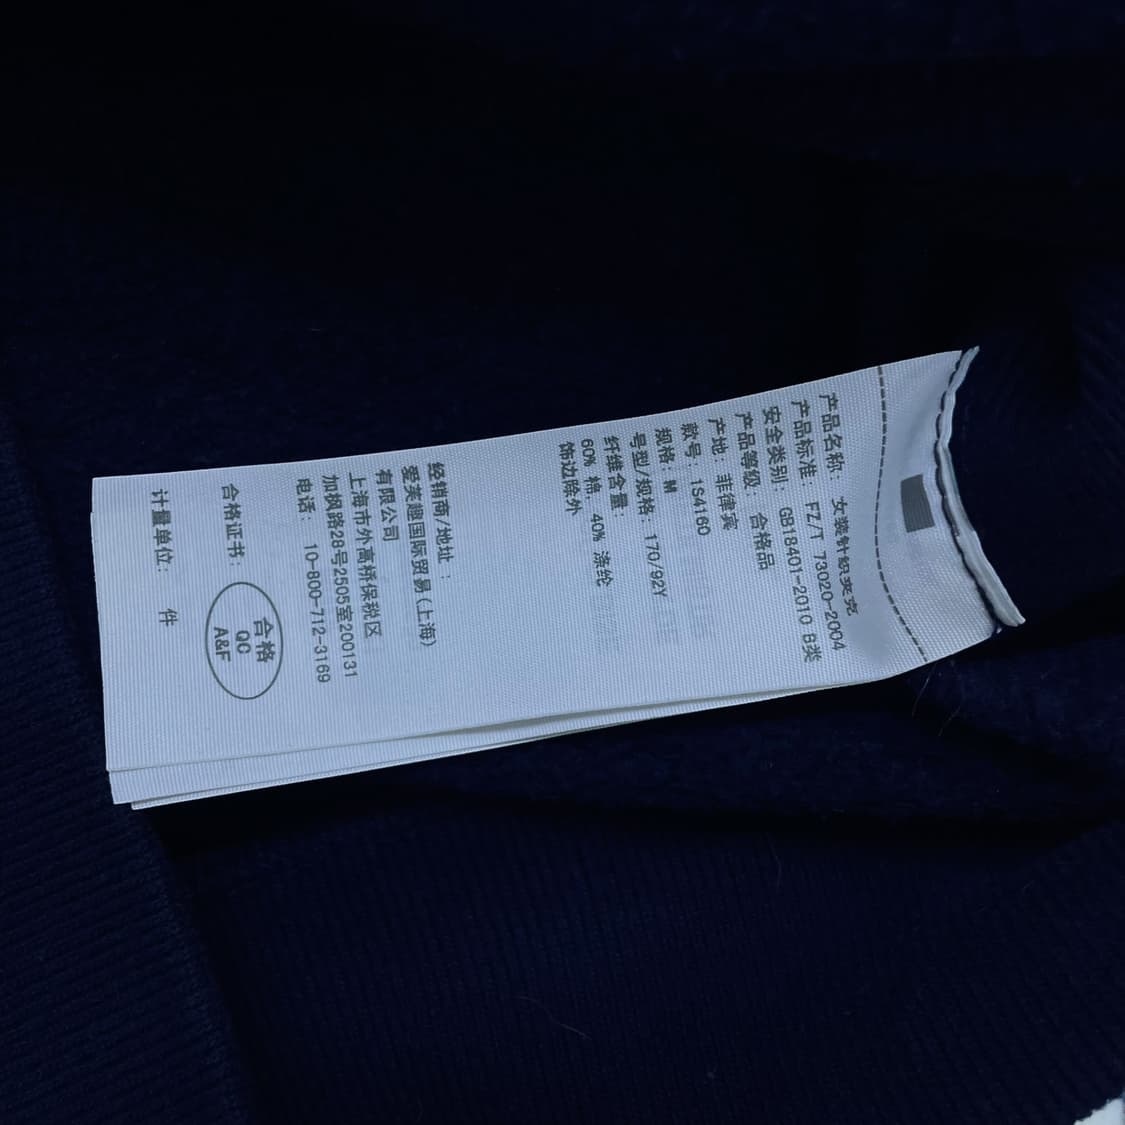 产品名称: 女装针织夹克
产品标准: FZ/T 73020-2004
安全类别: GB18401-2010 B类
产品等级: 合格品
产地 菲律宾
款号: 1S4160
规格: M
号型/规格: 170/92Y
纤维含量:
60% 棉, 40% 涤纶
饰边除外
经销商/地址:
爱芙趣国际贸易(上海)
有限公司
上海市外高桥保税区
加枫路28号2505室200131
电话: 10-800-712-3169
合格证书:
合格
QC
A&F
计量单位: 件